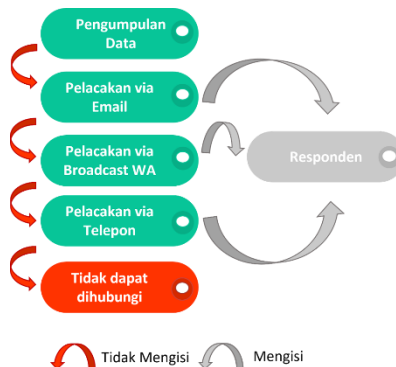 Pengumpulan
Data
Pelacakan via
Email
Pelacakan via
Broadcast WA
Responden
Pelacakan via
Telepon
Tidak dapat
dihubungi
Tidak Mengisi
Mengisi